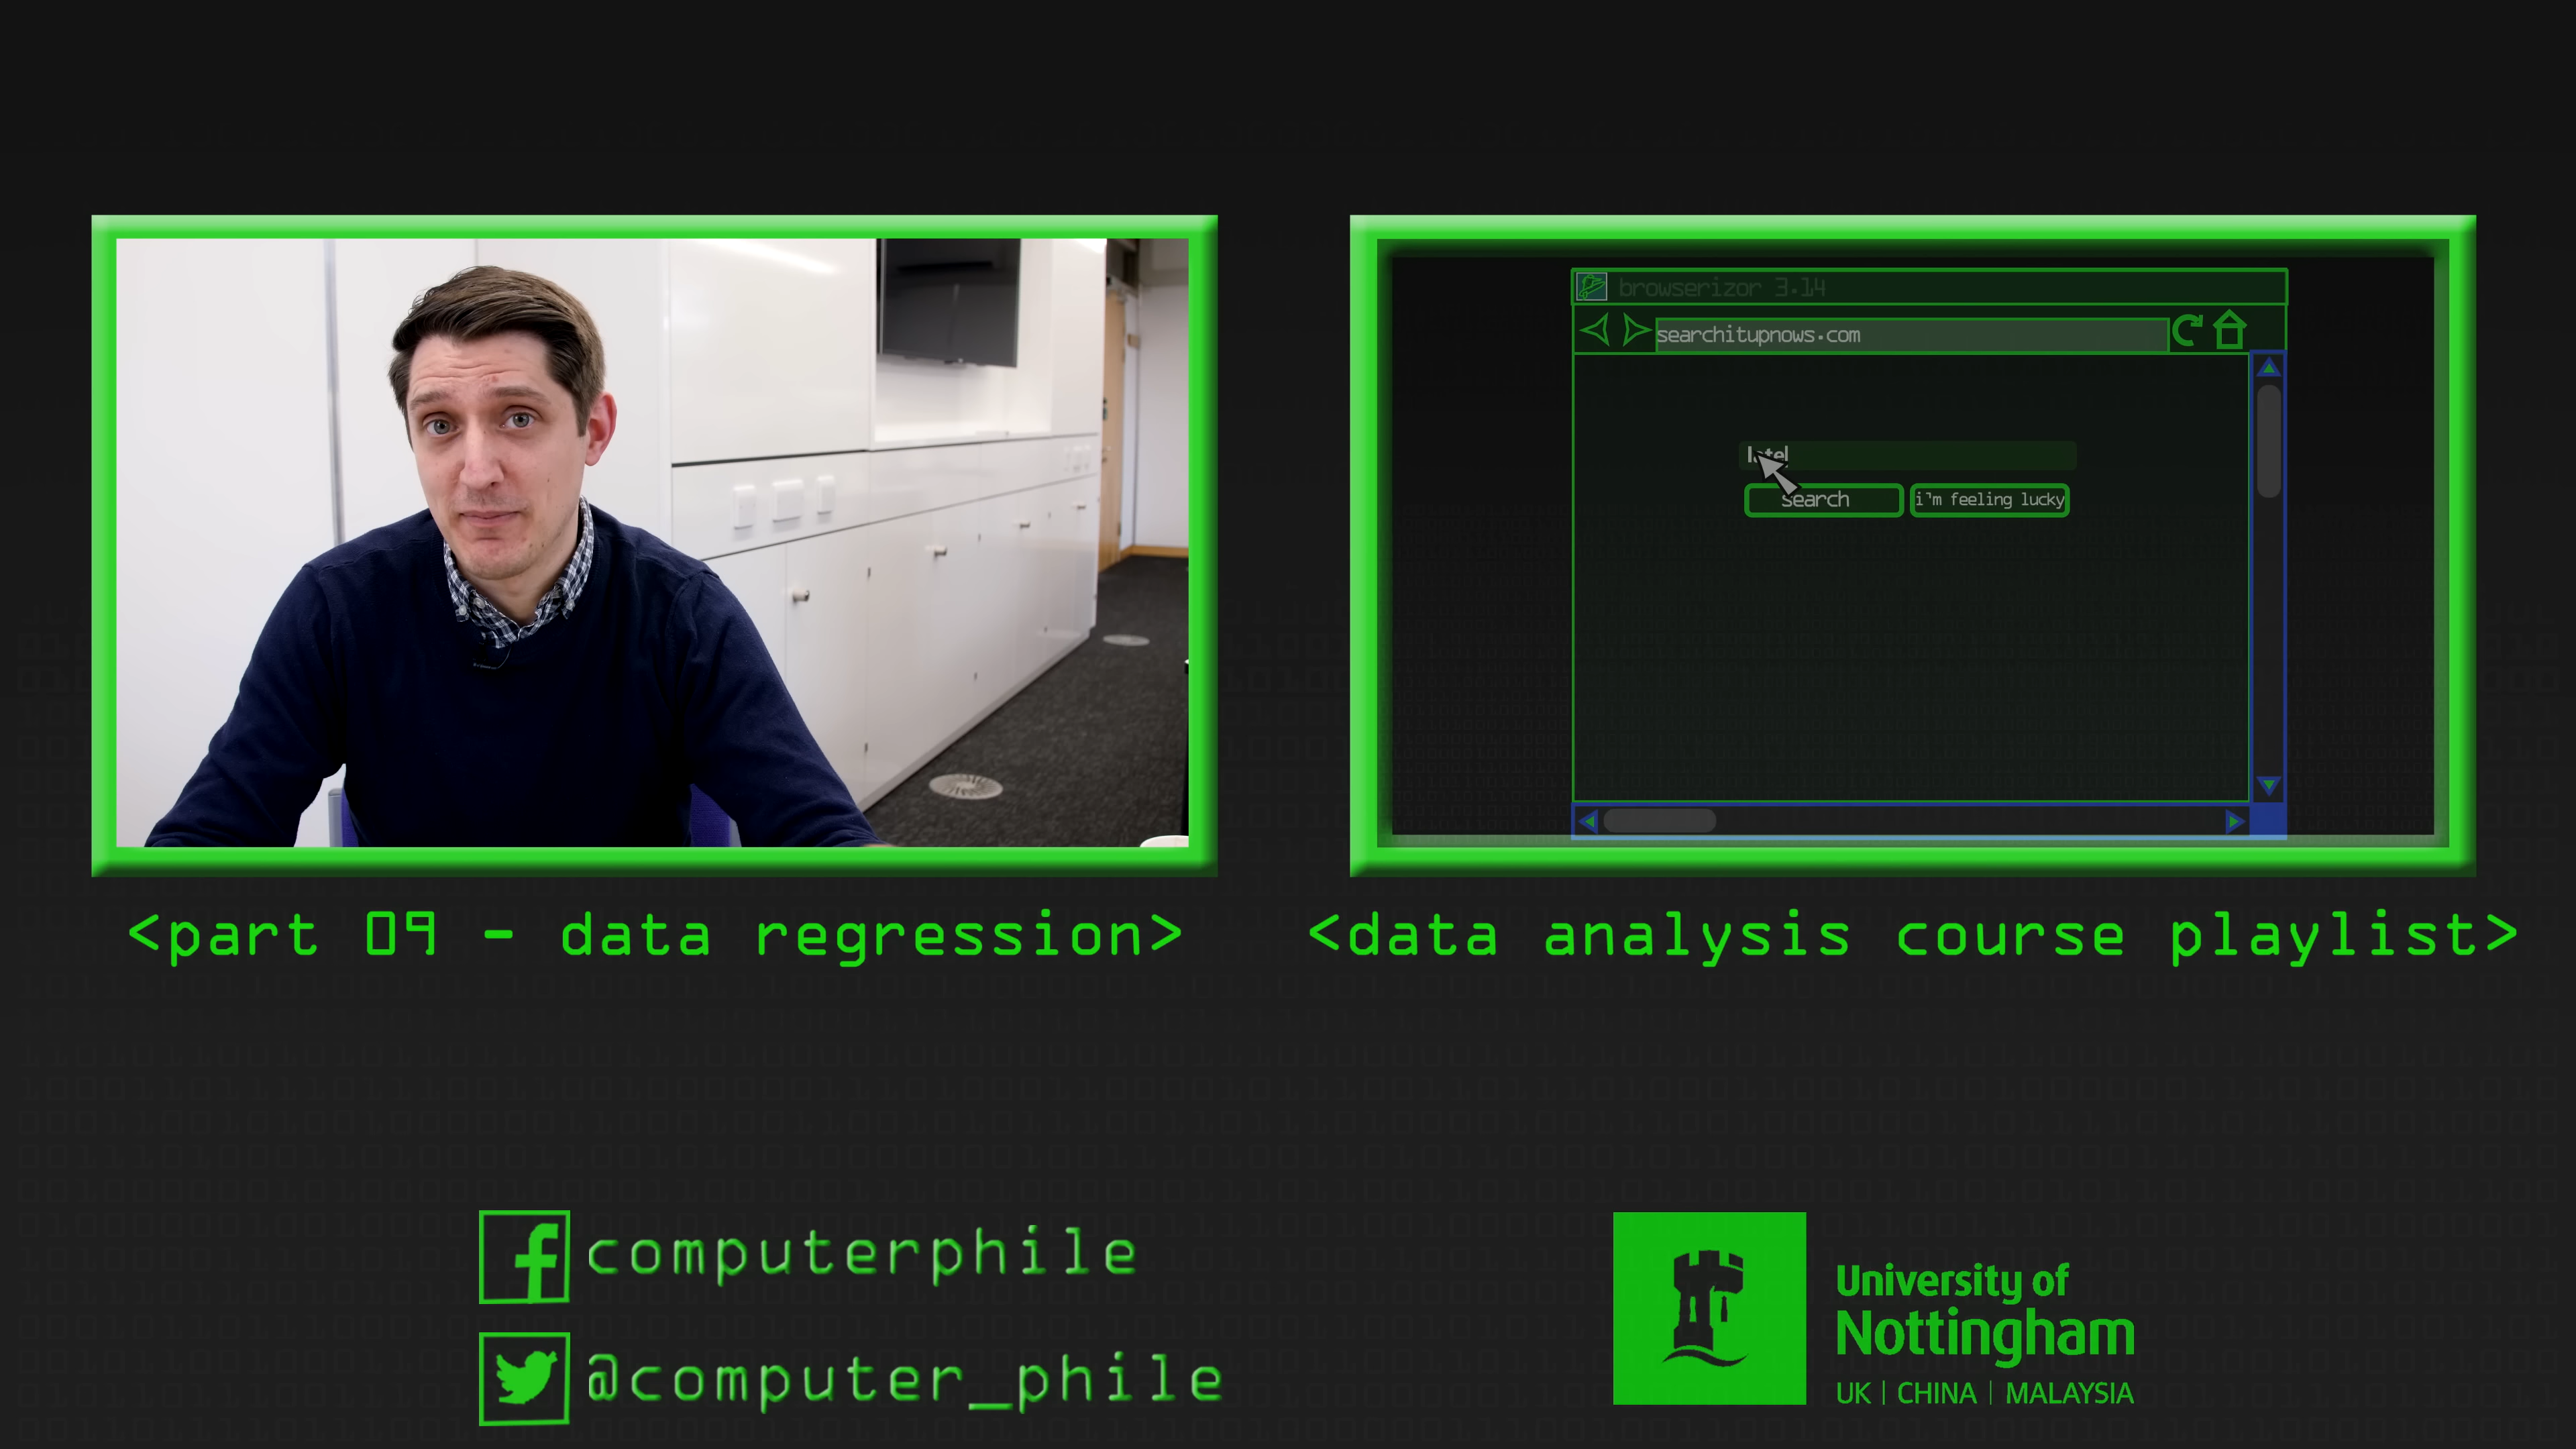 browserizor 3.14
searchitupnows.com
search
i'm feeling lucky
<part 09 - data regression>
<data analysis course playlist>
computerphile
@computer_phile
University of
Nottingham
UK | CHINA | MALAYSIA